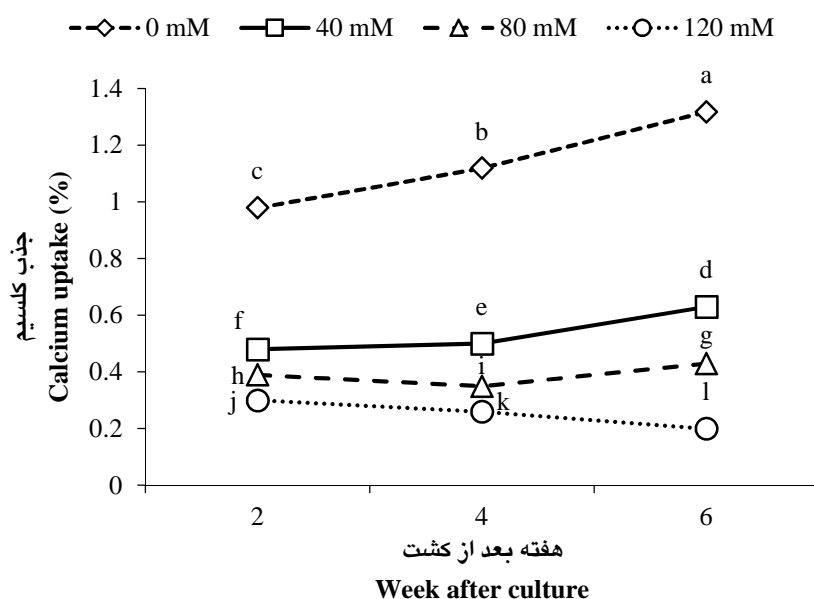 0 mM 40 mM 80 mM 120 mM
جذب کلسیم
Calcium uptake (%)
1.4
1.2
1
0.8
0.6
0.4
0.2
0
a
b
c
d
e
f
g
i
h
l
k
j
2 4 6
هفته بعد از کشت
Week after culture